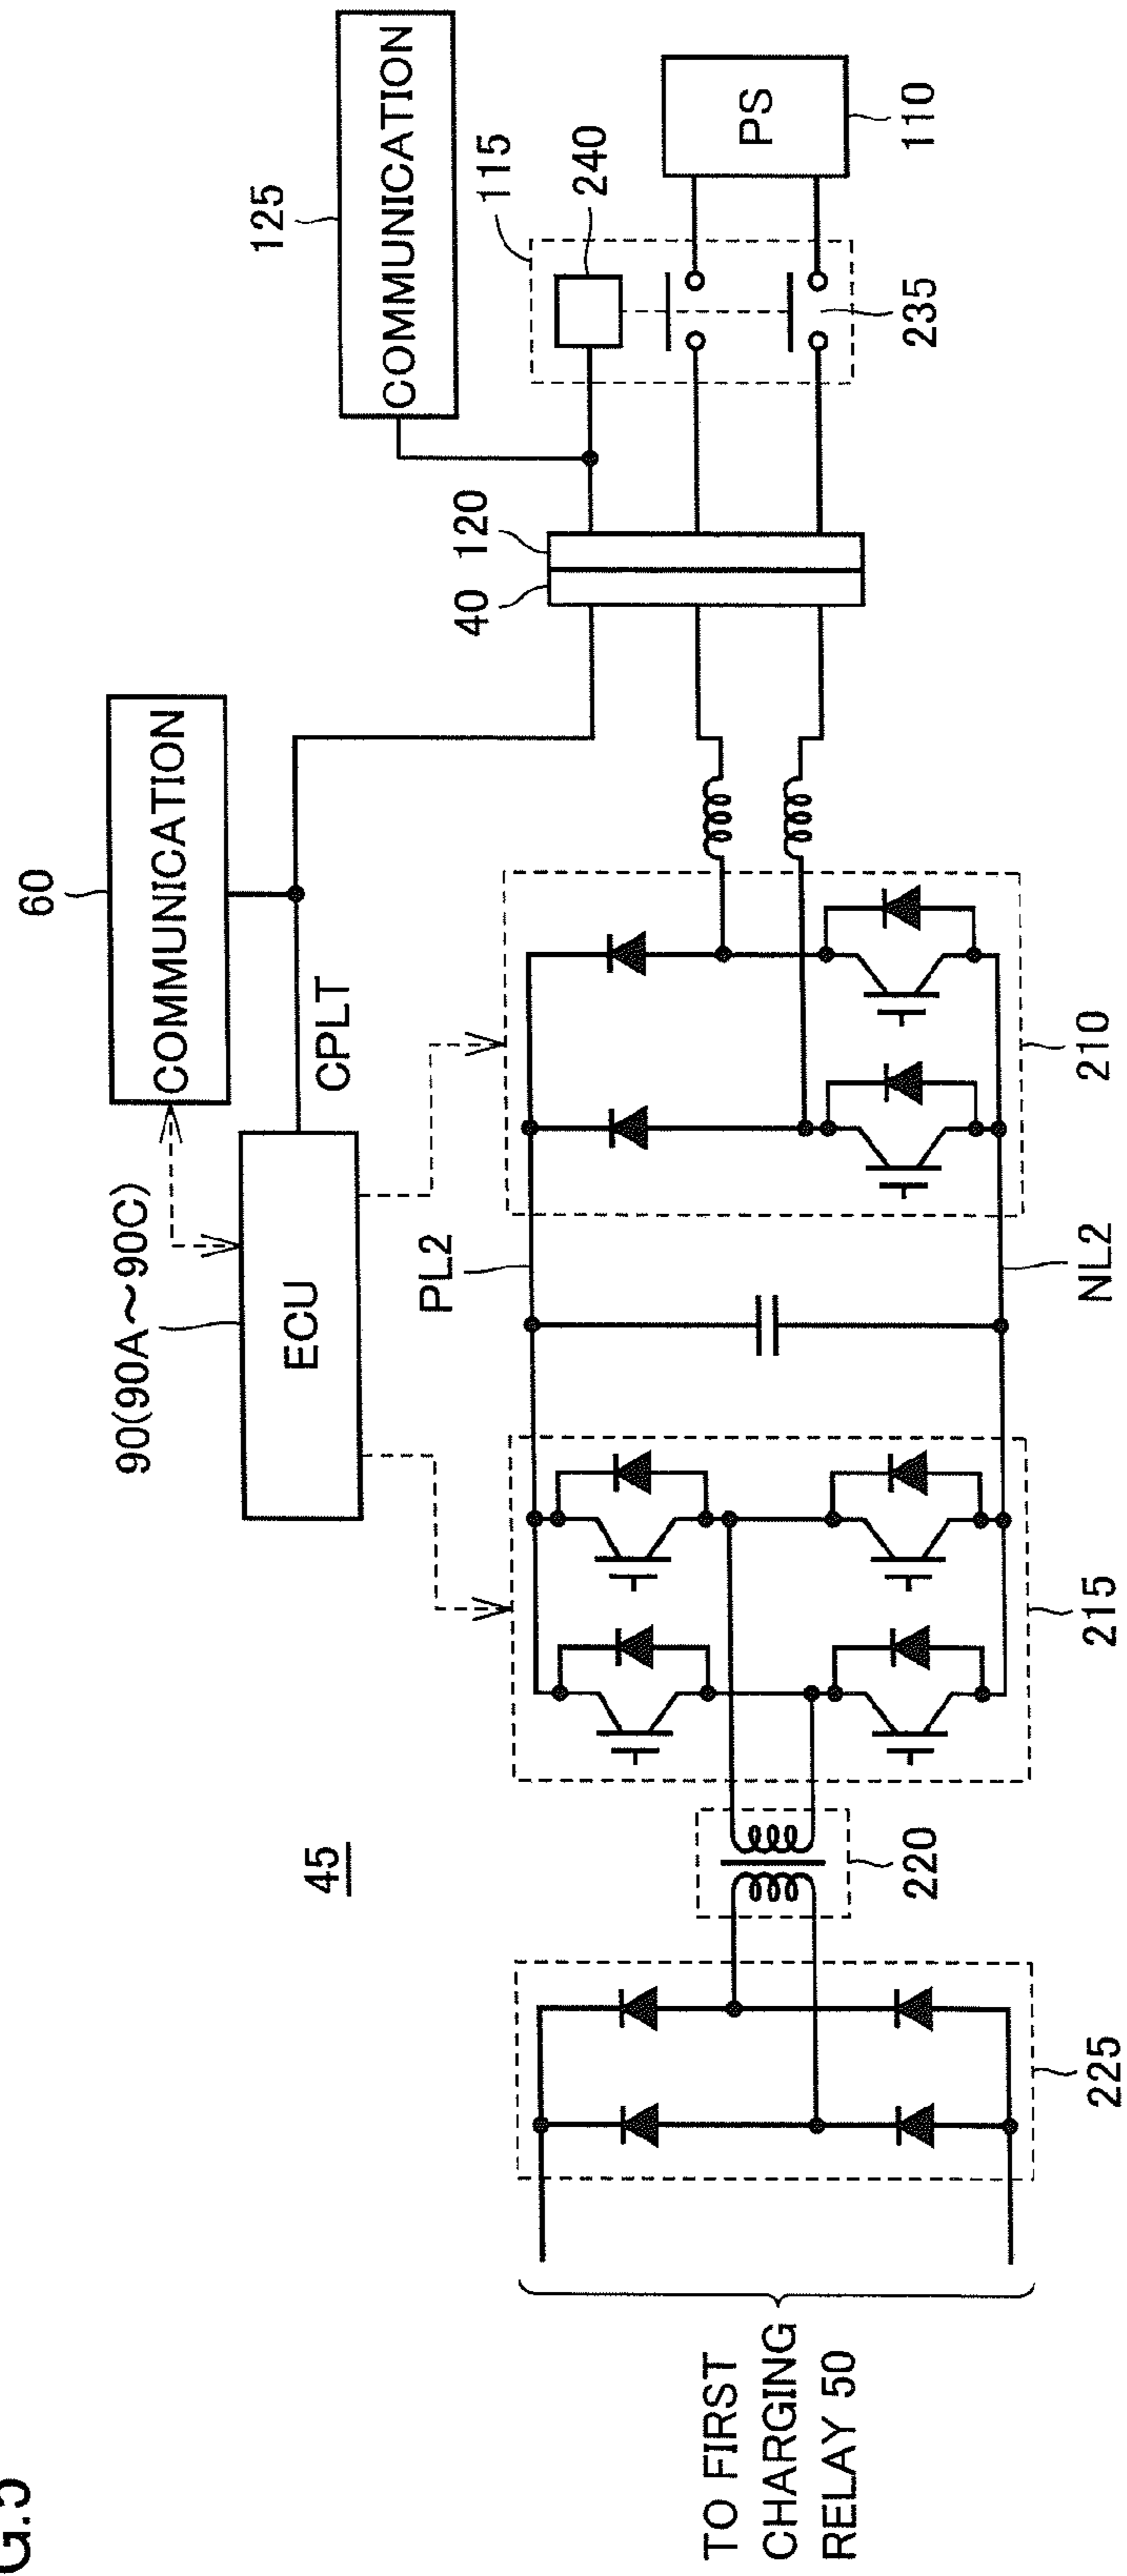 G.5
45
TO FIRST
CHARGING
RELAY 50
225
220
215
210
PL2
NL2
90(90A～90C)
ECU
CPLT
60
COMMUNICATION
40
120
125
COMMUNICATION
115
240
235
PS
110